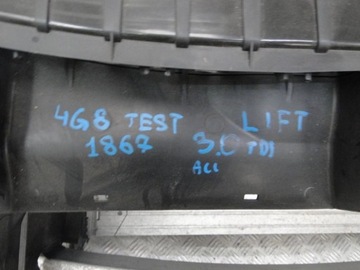 4G8 TEST LIFT
1867 3.0 TDI
ACC